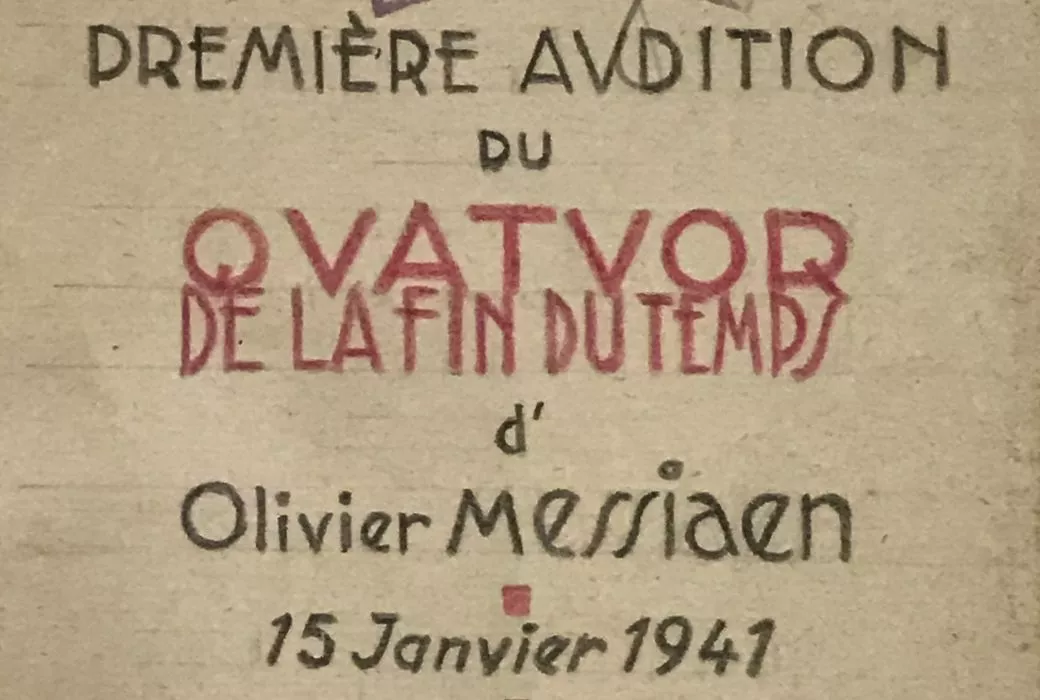 PREMIÈRE AVDITION
DU
QVATVOR
DE LA FIN DU TEMPS
d'
Olivier Messiaen
15 Janvier 1941